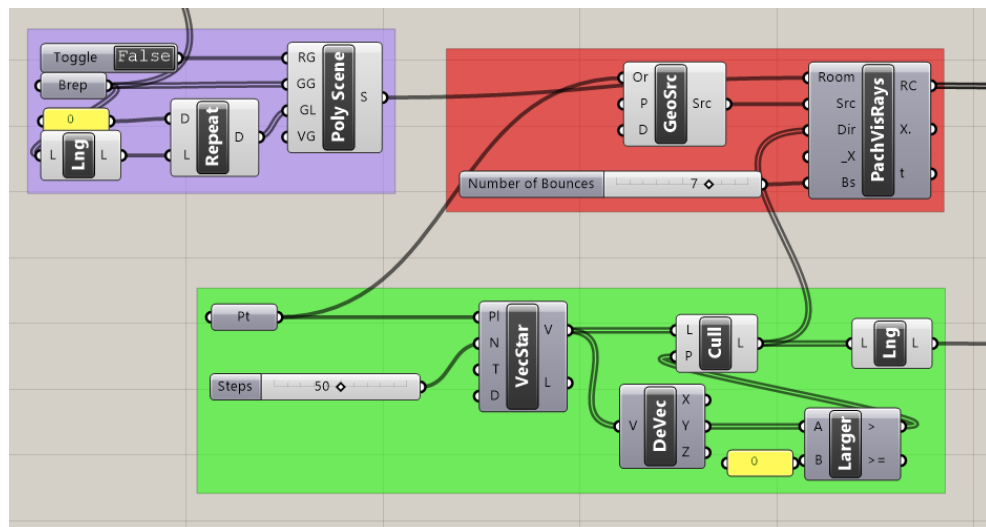 Toggle False
Brep
0
L Lng L
D Repeat D
L
RG Poly Scene S
GG
GL
VG
Or GeoSrc Src
P
D
Number of Bounces 7
Room PachVisRays RC
Src
Dir X.
_X
Bs t
Pt
Steps 50
Pl VecStar V
N
T
D L
L Cull L
P
L Lng L
V DeVec X
Y
Z
0
A Larger >
B >=